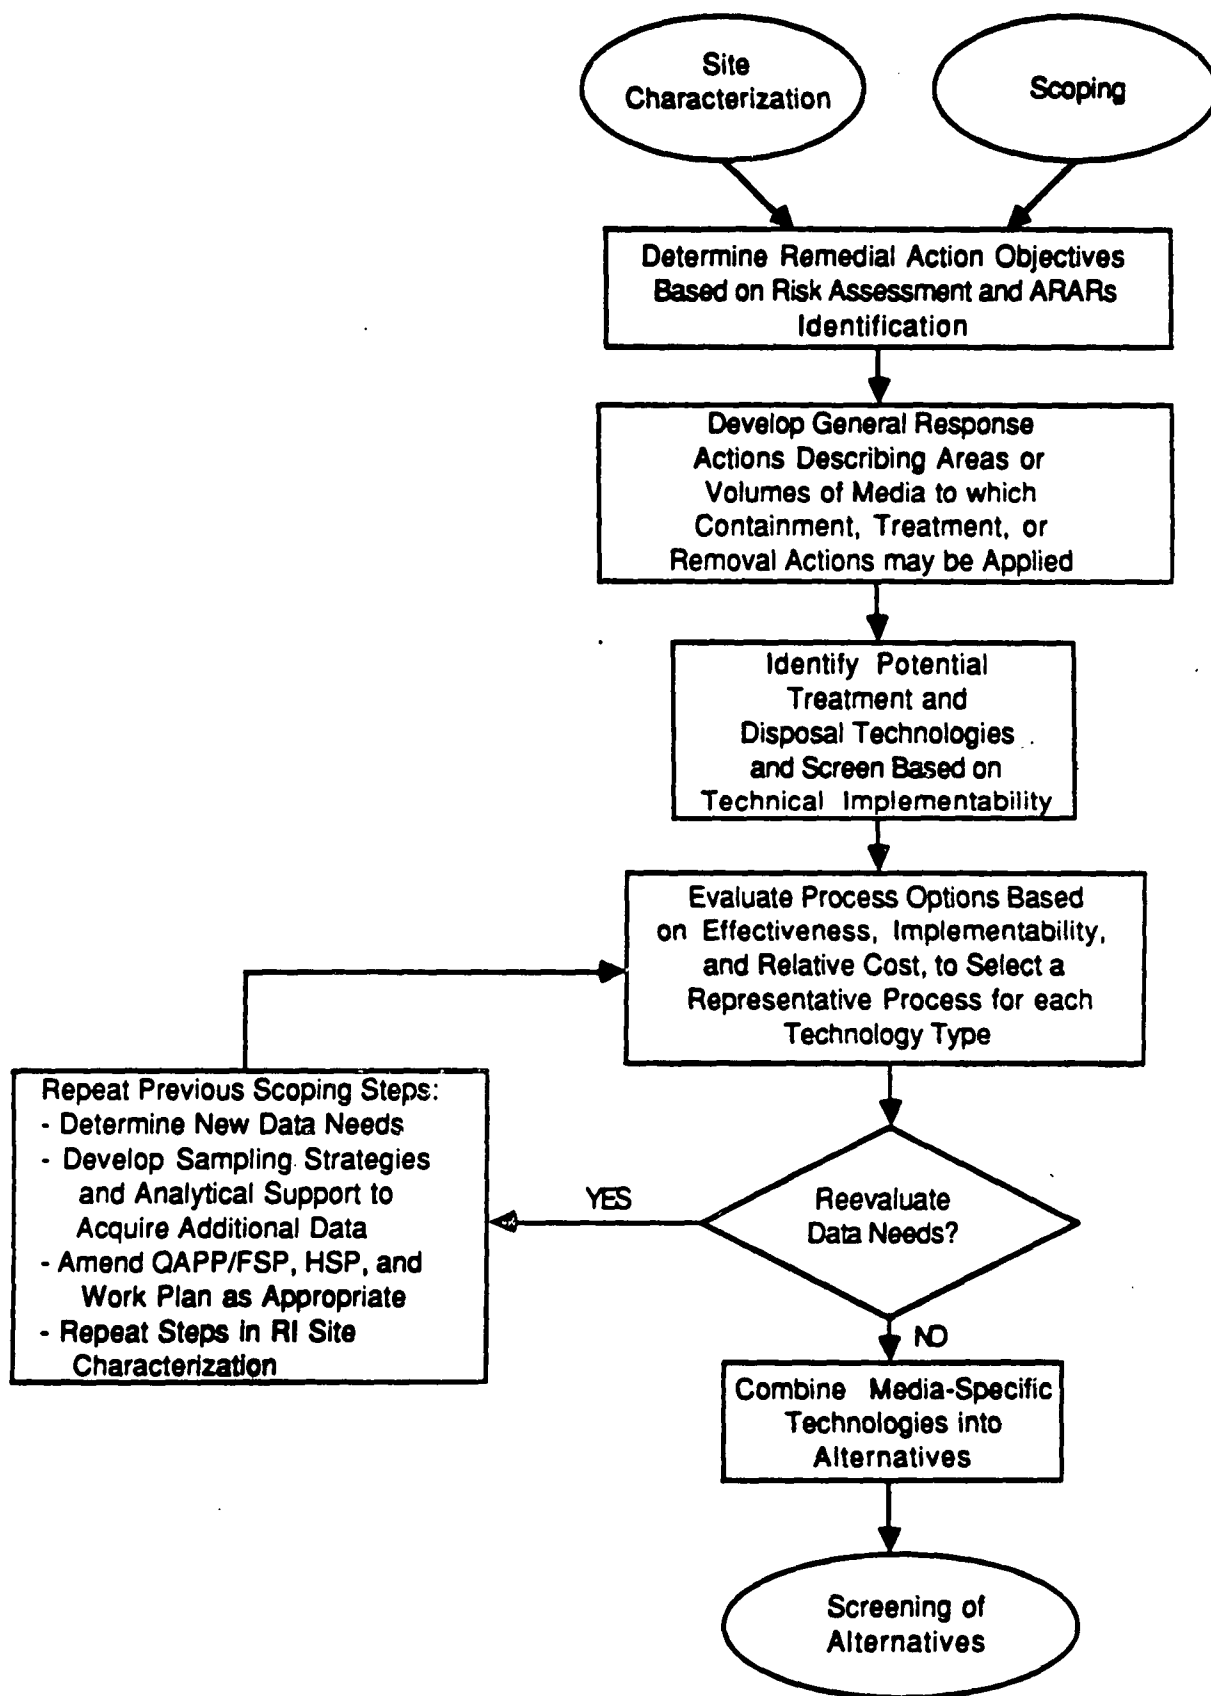 Site
Characterization
Scoping
Determine Remedial Action Objectives
Based on Risk Assessment and ARARs
Identification
Develop General Response
Actions Describing Areas or
Volumes of Media to which
Containment, Treatment, or
Removal Actions may be Applied
Identify Potential
Treatment and
Disposal Technologies
and Screen Based on
Technical Implementability
Evaluate Process Options Based
on Effectiveness, Implementability,
and Relative Cost, to Select a
Representative Process for each
Technology Type
Repeat Previous Scoping Steps:
- Determine New Data Needs
- Develop Sampling Strategies
and Analytical Support to
Acquire Additional Data
- Amend QAPP/FSP, HSP, and
Work Plan as Appropriate
- Repeat Steps in RI Site
Characterization
YES
Reevaluate
Data Needs?
NO
Combine Media-Specific
Technologies into
Alternatives
Screening of
Alternatives